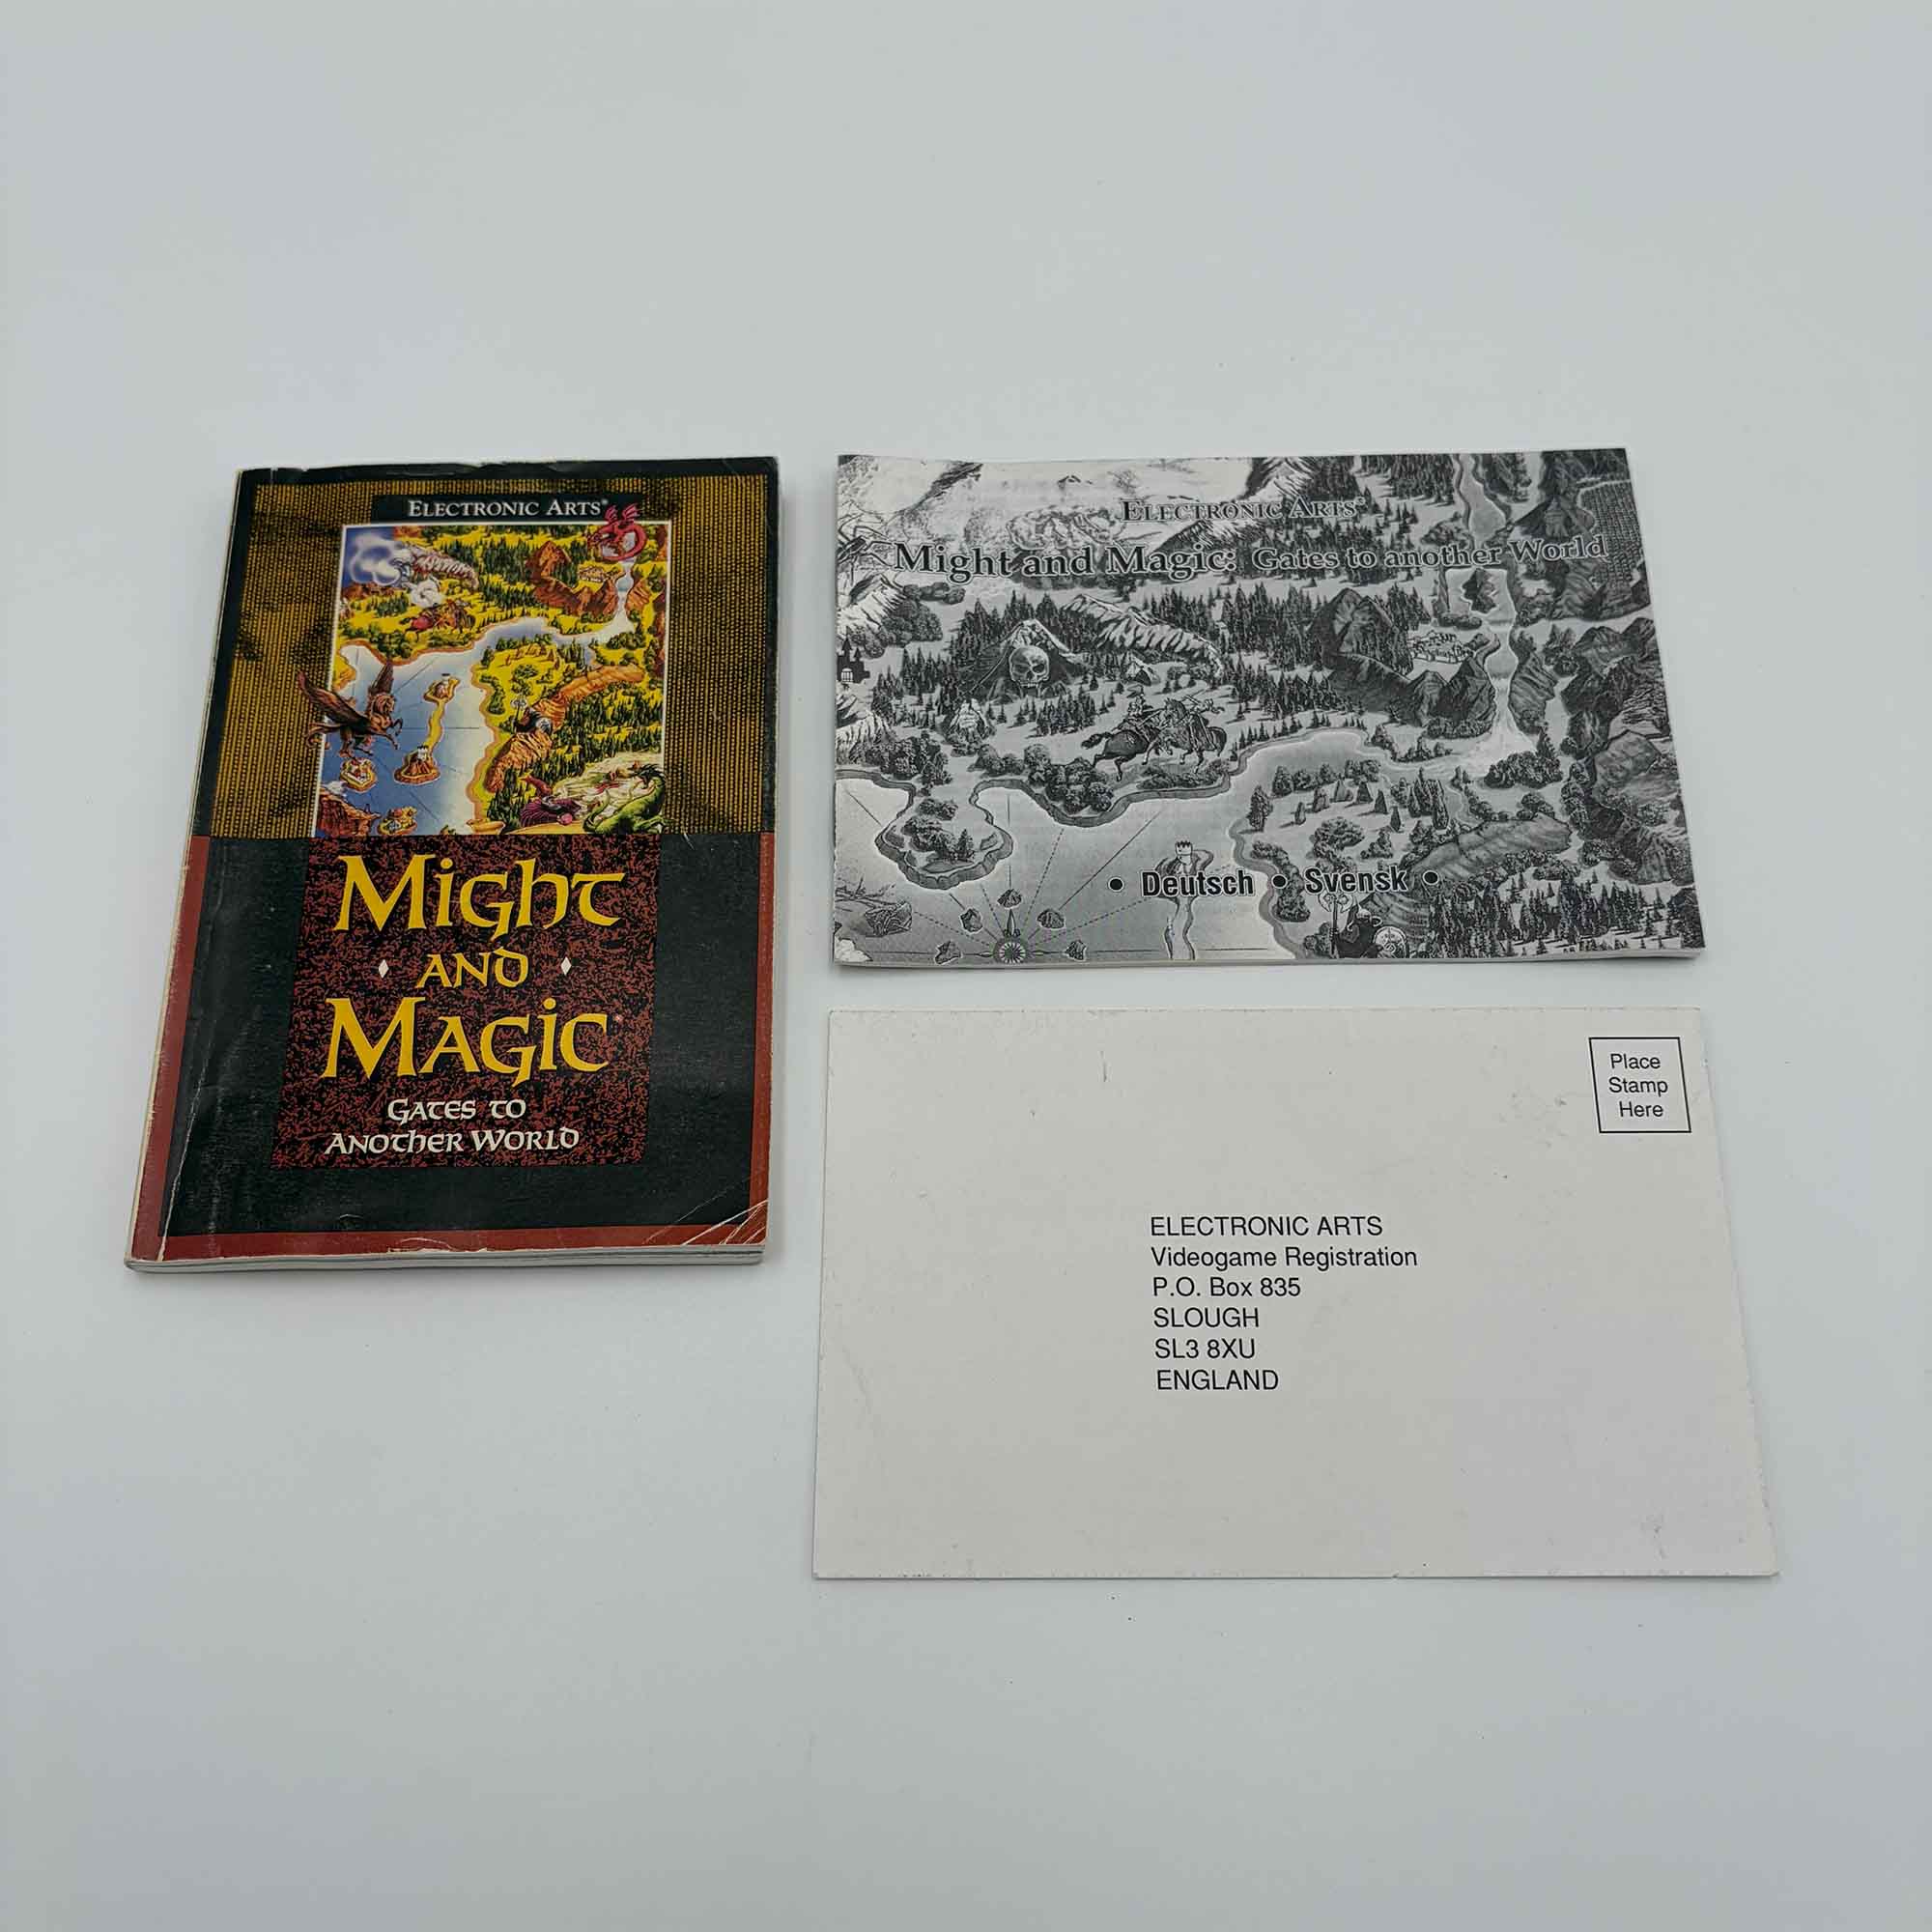 ELECTRONIC ARTS®
MIGHT
AND
MAGIC®
GATES TO
ANOTHER WORLD
ELECTRONIC ARTS®
Might and Magic: Gates to another World
• Deutsch • Svensk •
Place
Stamp
Here
ELECTRONIC ARTS
Videogame Registration
P.O. Box 835
SLOUGH
SL3 8XU
ENGLAND